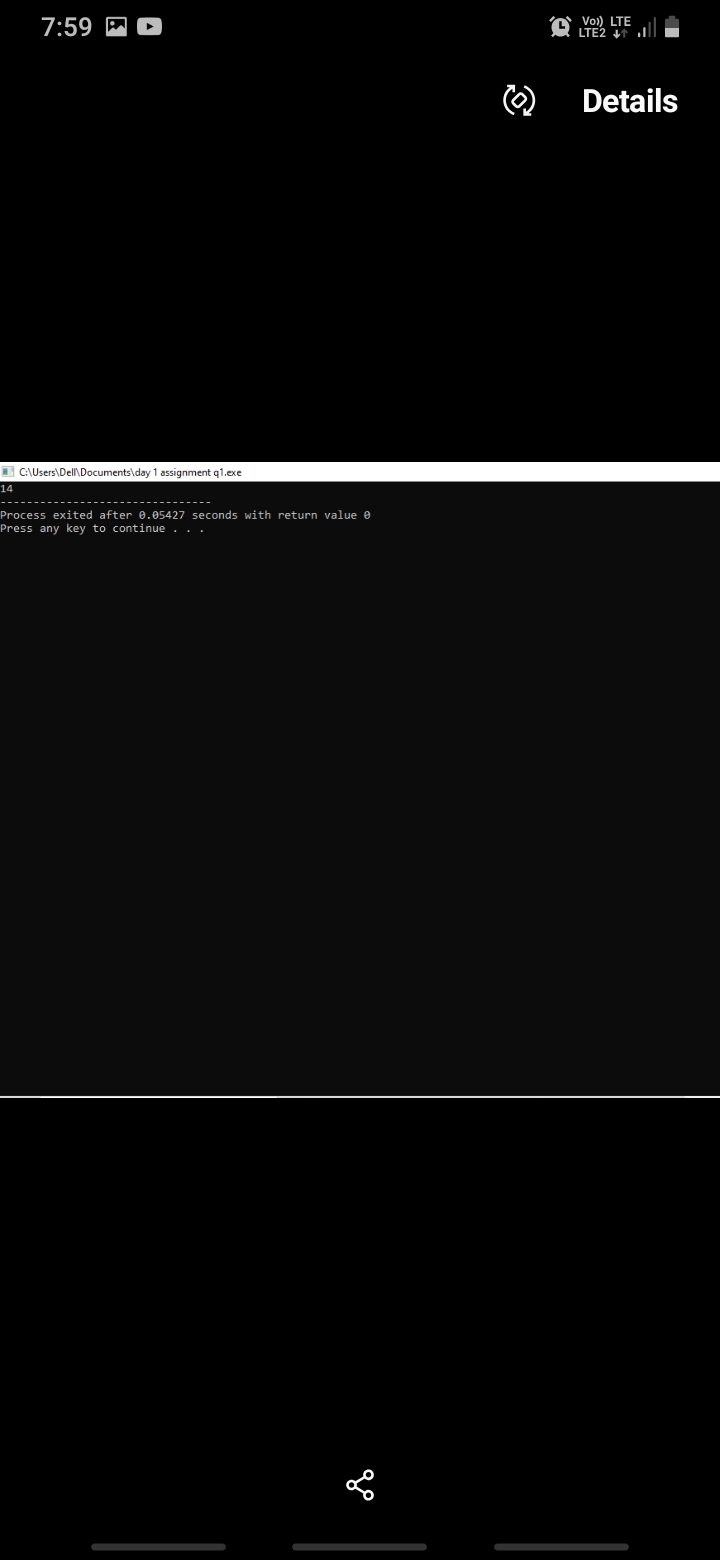 7:59
Vo)) LTE
LTE2
Details
C:\Users\Dell\Documents\day 1 assignment q1.exe
14
--------------------------------
Process exited after 0.05427 seconds with return value 0
Press any key to continue . . .